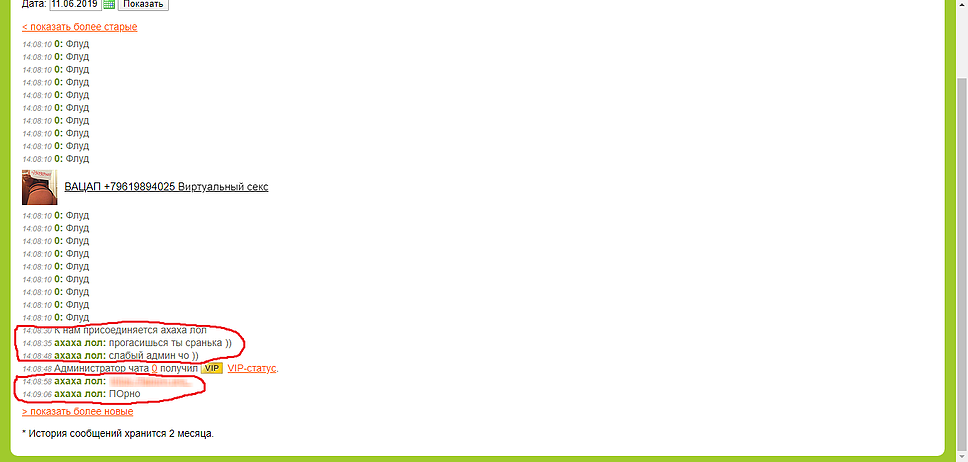 Дата: 11.06.2019 Показать
< показать более старые
14:08:10 0: Флуд
14:08:10 0: Флуд
14:08:10 0: Флуд
14:08:10 0: Флуд
14:08:10 0: Флуд
14:08:10 0: Флуд
14:08:10 0: Флуд
14:08:10 0: Флуд
14:08:10 0: Флуд
14:08:10 0: Флуд
ВАЦАП +79619894025 Виртуальный секс
14:08:10 0: Флуд
14:08:10 0: Флуд
14:08:10 0: Флуд
14:08:10 0: Флуд
14:08:10 0: Флуд
14:08:10 0: Флуд
14:08:10 0: Флуд
14:08:10 0: Флуд
14:08:10 0: Флуд
14:08:30 К нам присоединяется ахаха лол
14:08:35 ахаха лол: прогасишься ты сранька ))
14:08:48 ахаха лол: слабый админ чо ))
14:08:48 Администратор чата 0 получил VIP VIP-статус.
14:08:58 ахаха лол:
14:09:06 ахаха лол: ПОрно
> показать более новые
* История сообщений хранится 2 месяца.